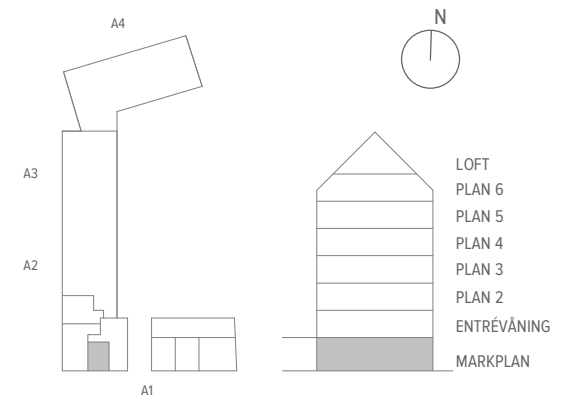 A4
N
A3
A2
A1
LOFT
PLAN 6
PLAN 5
PLAN 4
PLAN 3
PLAN 2
ENTRÉVÅNING
MARKPLAN